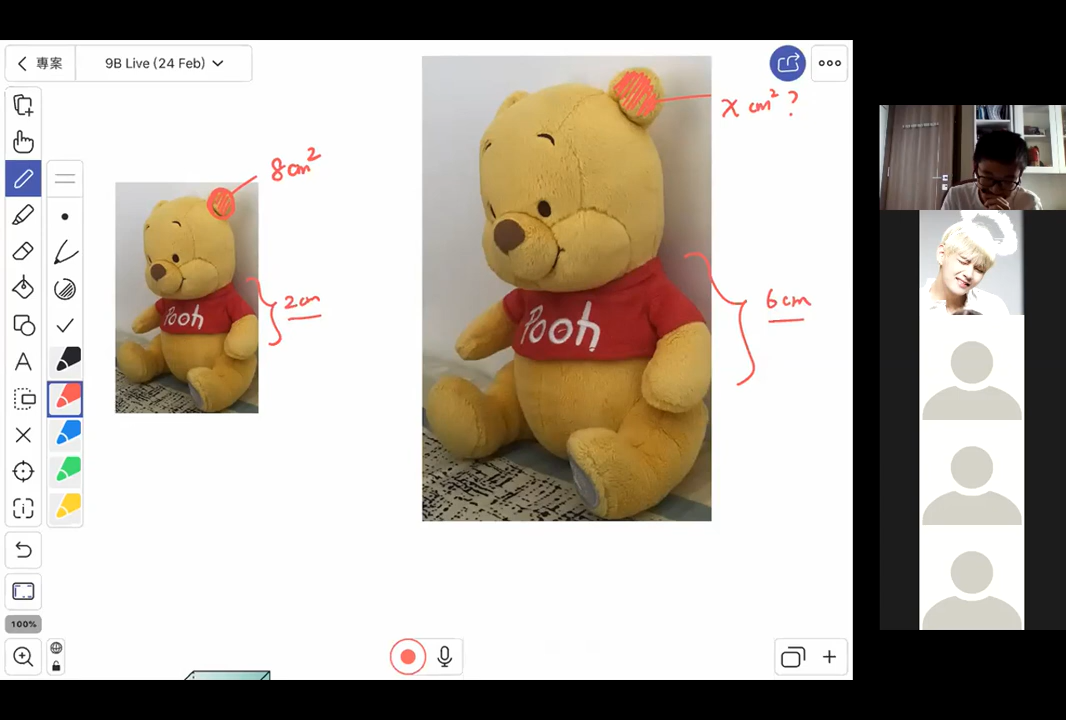 專案
9B Live (24 Feb)
x cm² ?
8cm²
2cm
6cm
Pooh
Pooh
A
100%